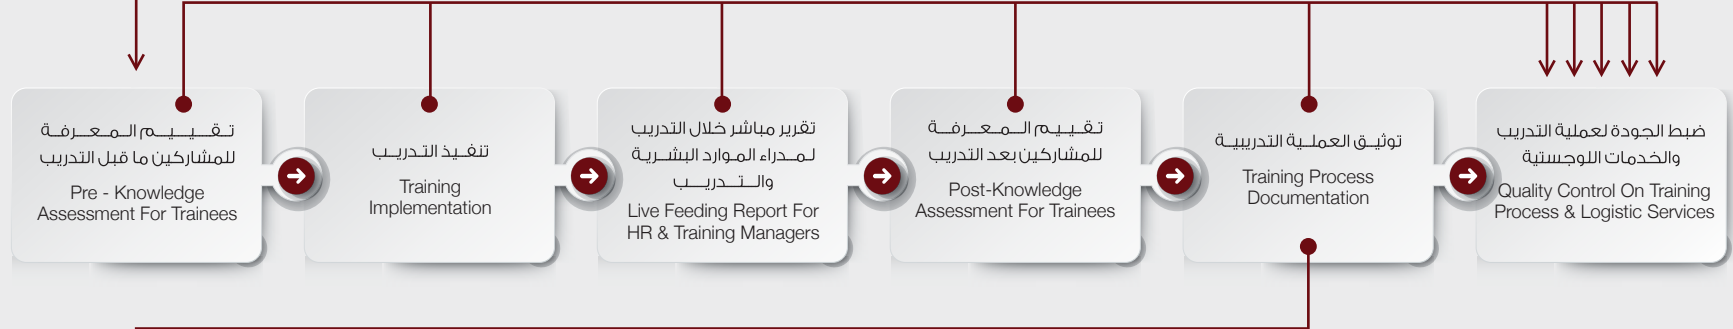 تقييم المعرفة
للمشاركين ما قبل التدريب
Pre - Knowledge
Assessment For Trainees
تنفيذ التدريب
Training
Implementation
تقرير مباشر خلال التدريب
لمدراء الموارد البشرية
والتدريب
Live Feeding Report For
HR & Training Managers
تقييم المعرفة
للمشاركين بعد التدريب
Post-Knowledge
Assessment For Trainees
توثيق العملية التدريبية
Training Process
Documentation
ضبط الجودة لعملية التدريب
والخدمات اللوجستية
Quality Control On Training
Process & Logistic Services